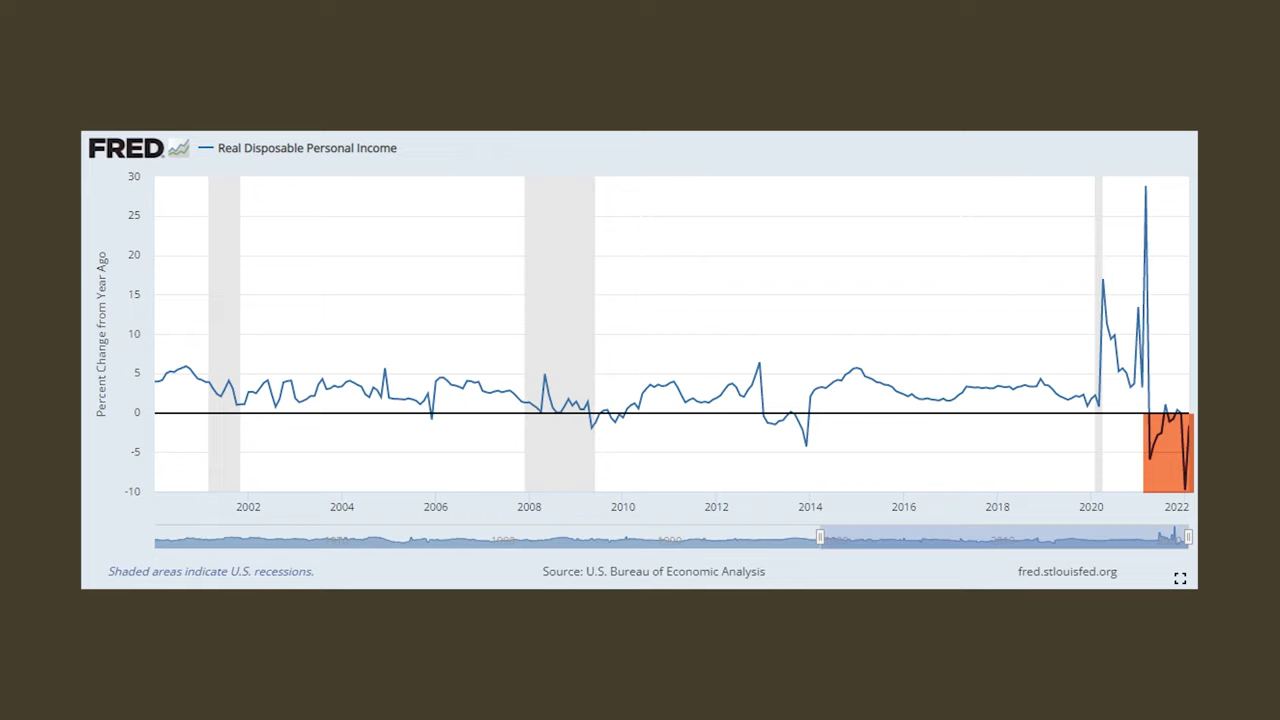 FRED
Real Disposable Personal Income
Percent Change from Year Ago
30
25
20
15
10
5
0
-5
-10
2002 2004 2006 2008 2010 2012 2014 2016 2018 2020 2022
Shaded areas indicate U.S. recessions. Source: U.S. Bureau of Economic Analysis fred.stlouisfed.org